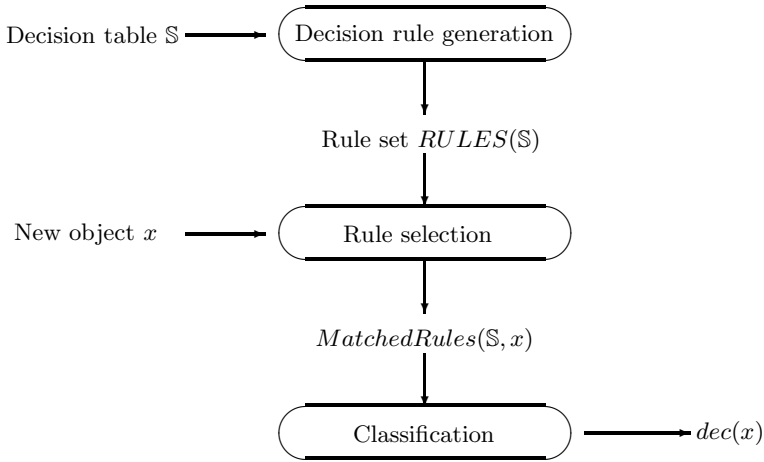 Decision table 𝕊
Decision rule generation
Rule set RULES(𝕊)
New object x
Rule selection
MatchedRules(𝕊, x)
Classification
dec(x)